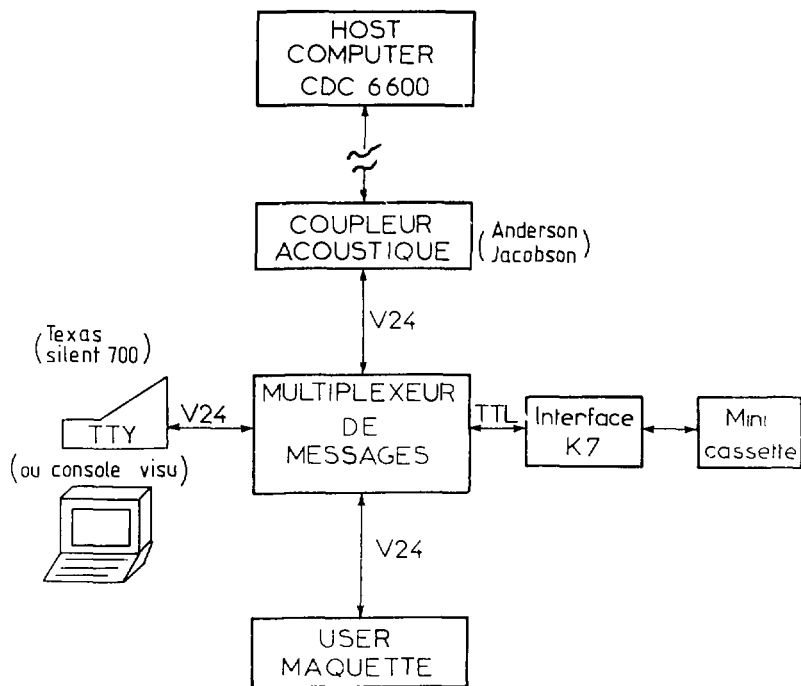 HOST
COMPUTER
CDC 6600
COUPLEUR
ACOUSTIQUE
(Anderson
Jacobson)
V24
(Texas
silent 700)
TTY
V24
(ou console visu)
MULTIPLEXEUR
DE
MESSAGES
TTL
Interface
K7
Mini
cassette
V24
USER
MAQUETTE